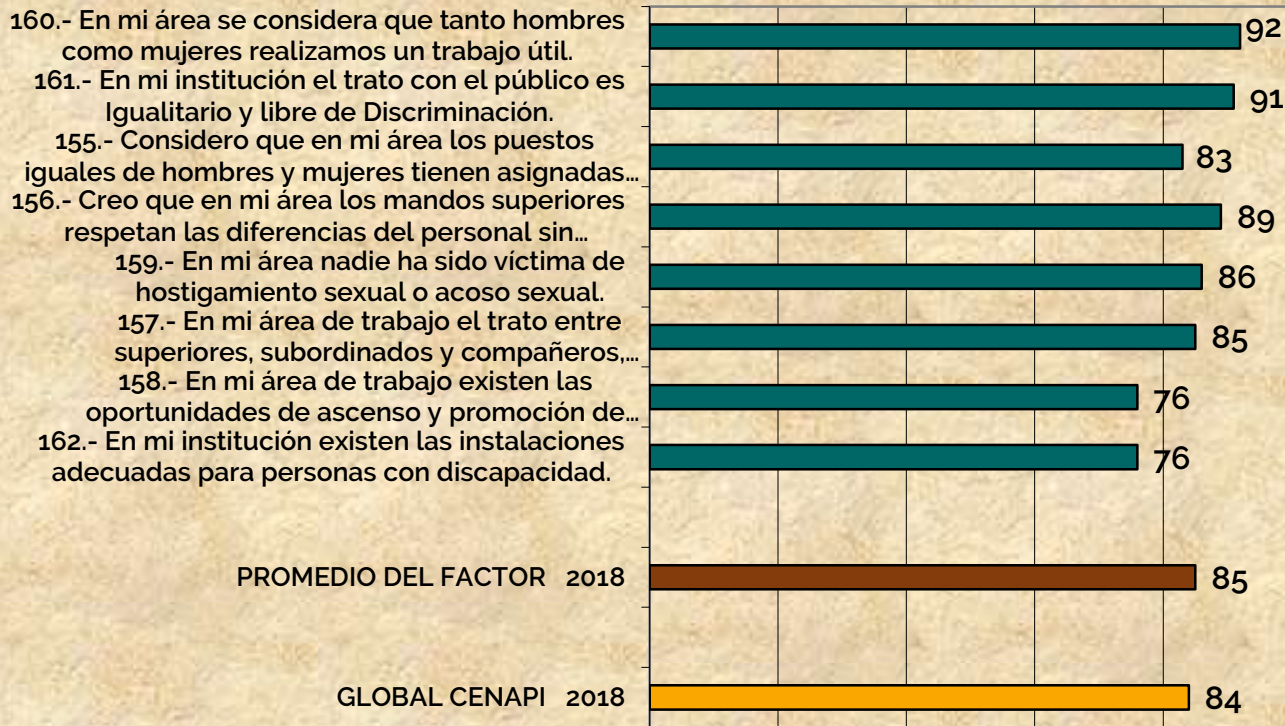 160.- En mi área se considera que tanto hombres
como mujeres realizamos un trabajo útil.
92
161.- En mi institución el trato con el público es
Igualitario y libre de Discriminación.
91
155.- Considero que en mi área los puestos
iguales de hombres y mujeres tienen asignadas...
83
156.- Creo que en mi área los mandos superiores
respetan las diferencias del personal sin...
89
159.- En mi área nadie ha sido víctima de
hostigamiento sexual o acoso sexual.
86
157.- En mi área de trabajo el trato entre
superiores, subordinados y compañeros,...
85
158.- En mi área de trabajo existen las
oportunidades de ascenso y promoción de...
76
162.- En mi institución existen las instalaciones
adecuadas para personas con discapacidad.
76
PROMEDIO DEL FACTOR 2018
85
GLOBAL CENAPI 2018
84